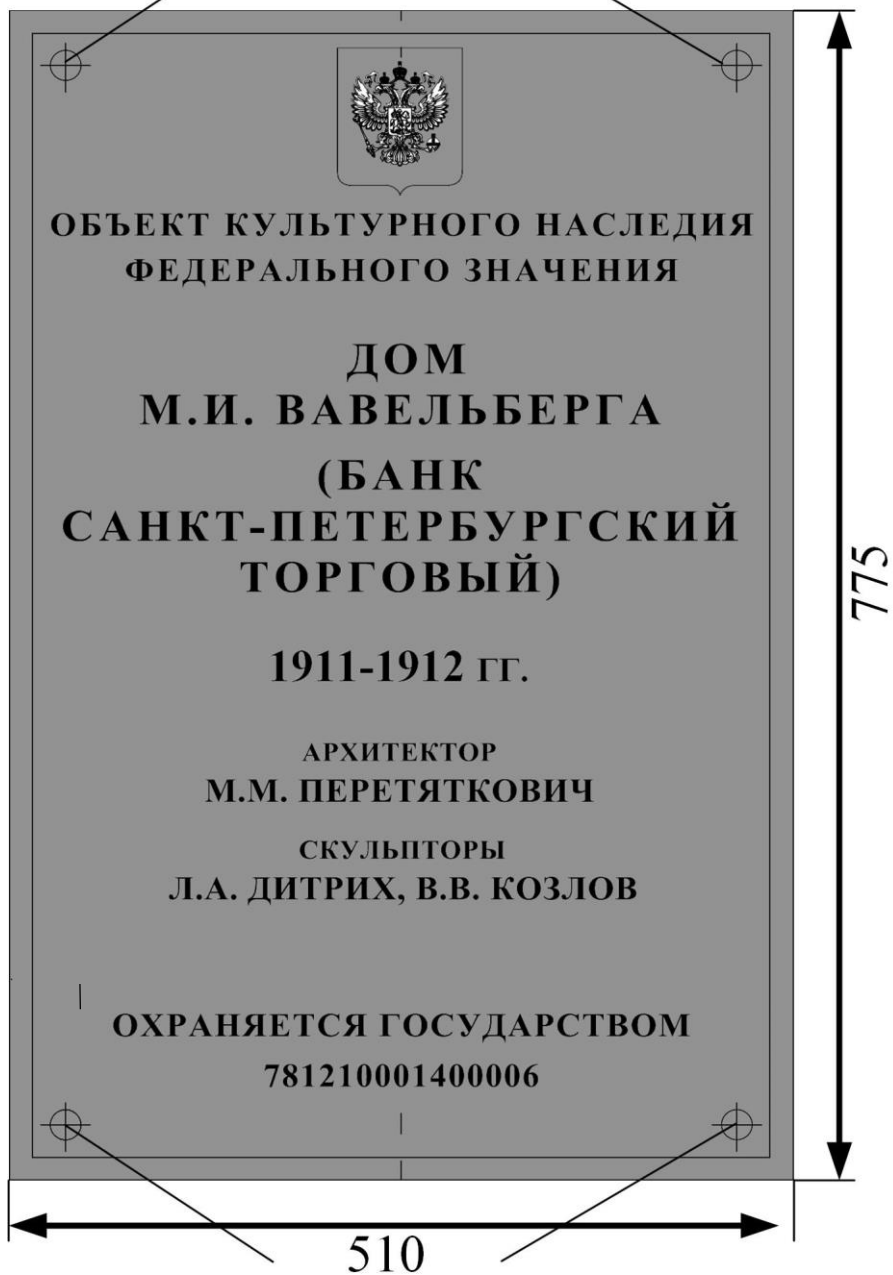 ОБЪЕКТ КУЛЬТУРНОГО НАСЛЕДИЯ
ФЕДЕРАЛЬНОГО ЗНАЧЕНИЯ
ДОМ
М.И. ВАВЕЛЬБЕРГА
(БАНК
САНКТ-ПЕТЕРБУРГСКИЙ
ТОРГОВЫЙ)
1911-1912 ГГ.
АРХИТЕКТОР
М.М. ПЕРЕТЯТКОВИЧ
СКУЛЬПТОРЫ
Л.А. ДИТРИХ, В.В. КОЗЛОВ
ОХРАНЯЕТСЯ ГОСУДАРСТВОМ
781210001400006
775
510